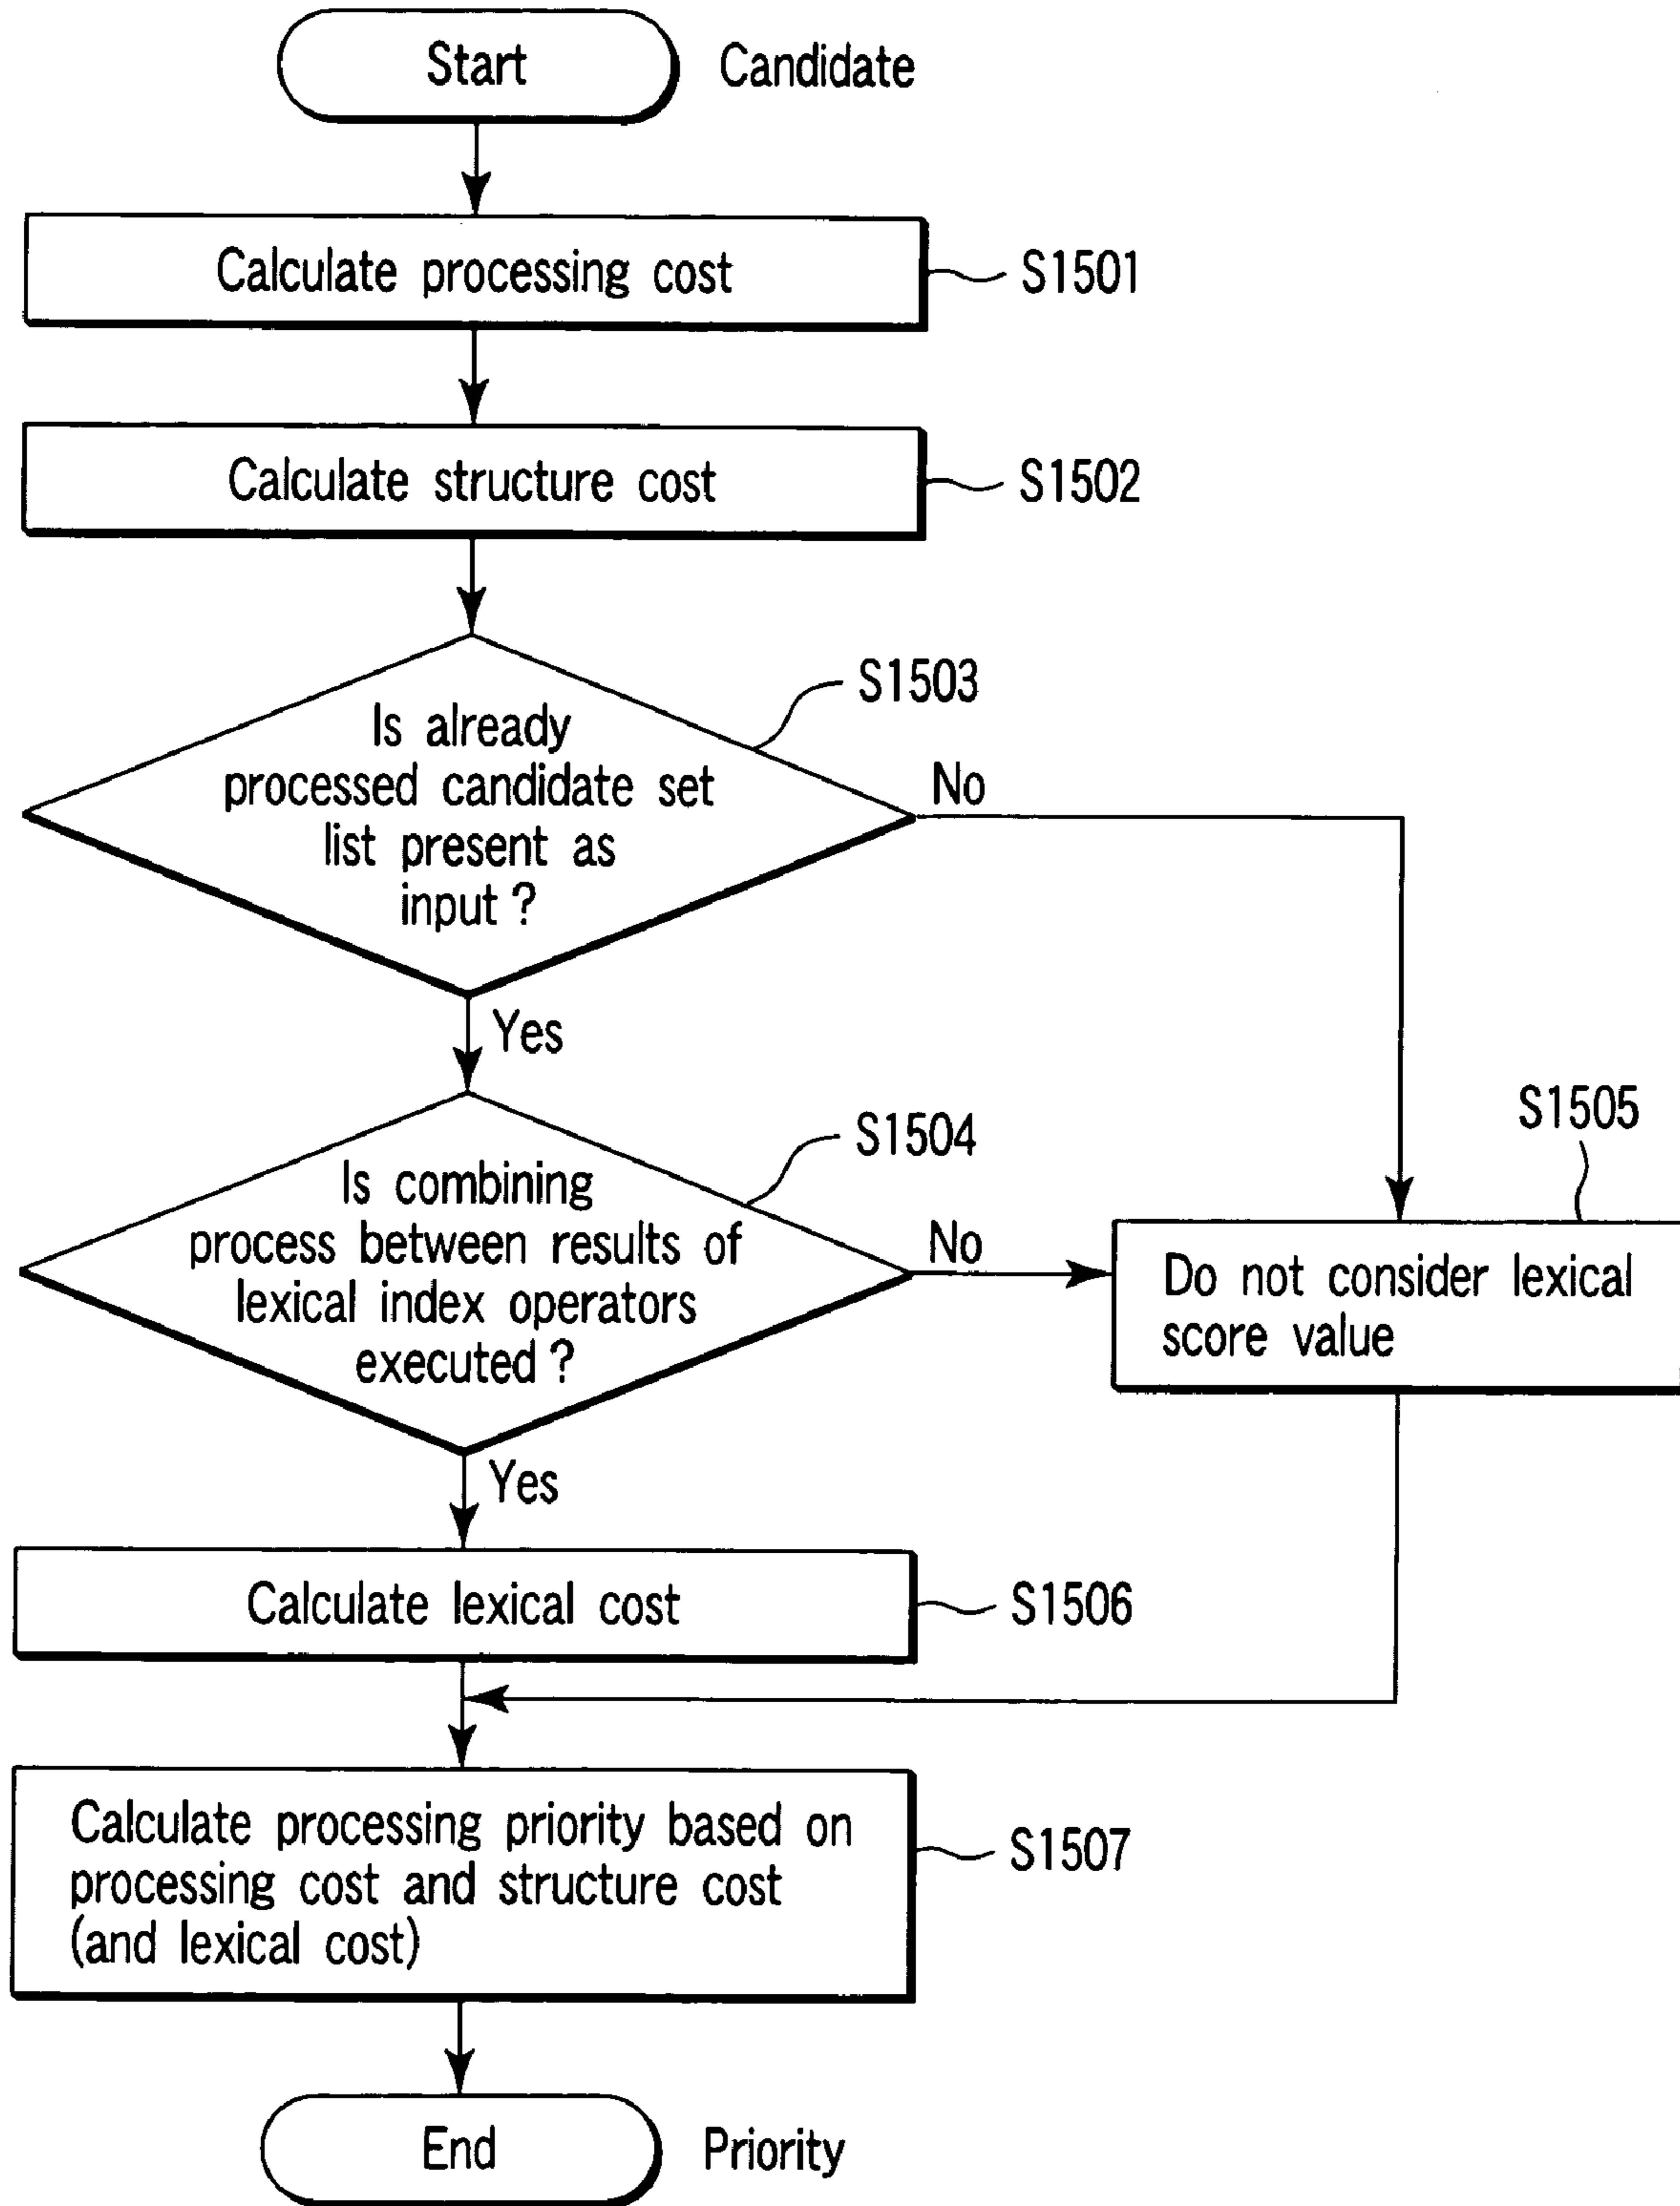 Start
Candidate
Calculate processing cost
S1501
Calculate structure cost
S1502
S1503
Is already
processed candidate set
list present as
input ?
No
Yes
S1504
Is combining
process between results of
lexical index operators
executed ?
No
S1505
Do not consider lexical
score value
Yes
Calculate lexical cost
S1506
Calculate processing priority based on
processing cost and structure cost
(and lexical cost)
S1507
End
Priority